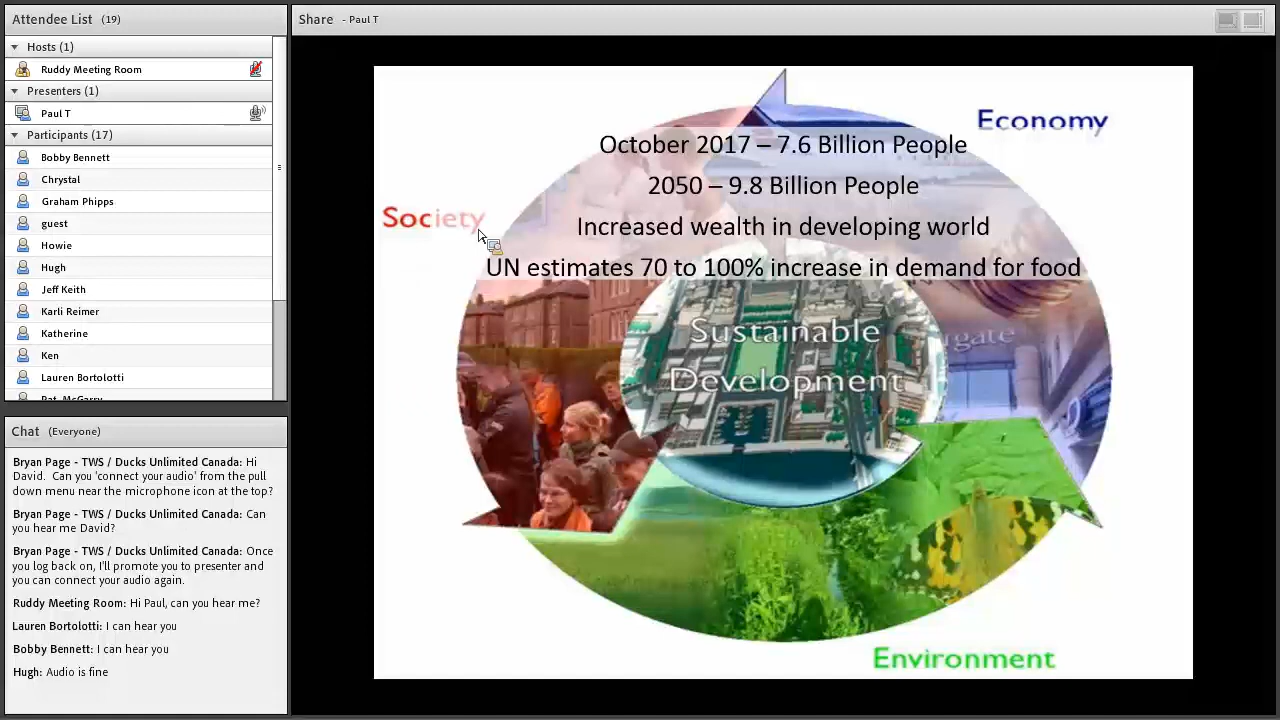 Attendee List (19)
Hosts (1)
Ruddy Meeting Room
Presenters (1)
Paul T
Participants (17)
Bobby Bennett
Chrystal
Graham Phipps
guest
Howie
Hugh
Jeff Keith
Karli Reimer
Katherine
Ken
Lauren Bortolotti
Pat McGarry
Chat (Everyone)
Bryan Page - TWS / Ducks Unlimited Canada: Hi
David. Can you 'connect your audio' from the pull
down menu near the microphone icon at the top?
Bryan Page - TWS / Ducks Unlimited Canada: Can
you hear me David?
Bryan Page - TWS / Ducks Unlimited Canada: Once
you log back on, I'll promote you to presenter and
you can connect your audio again.
Ruddy Meeting Room: Hi Paul, can you hear me?
Lauren Bortolotti: I can hear you
Bobby Bennett: I can hear you
Hugh: Audio is fine
Share - Paul T
Economy
October 2017 – 7.6 Billion People
2050 – 9.8 Billion People
Society
Increased wealth in developing world
UN estimates 70 to 100% increase in demand for food
Sustainable
Development
Environment